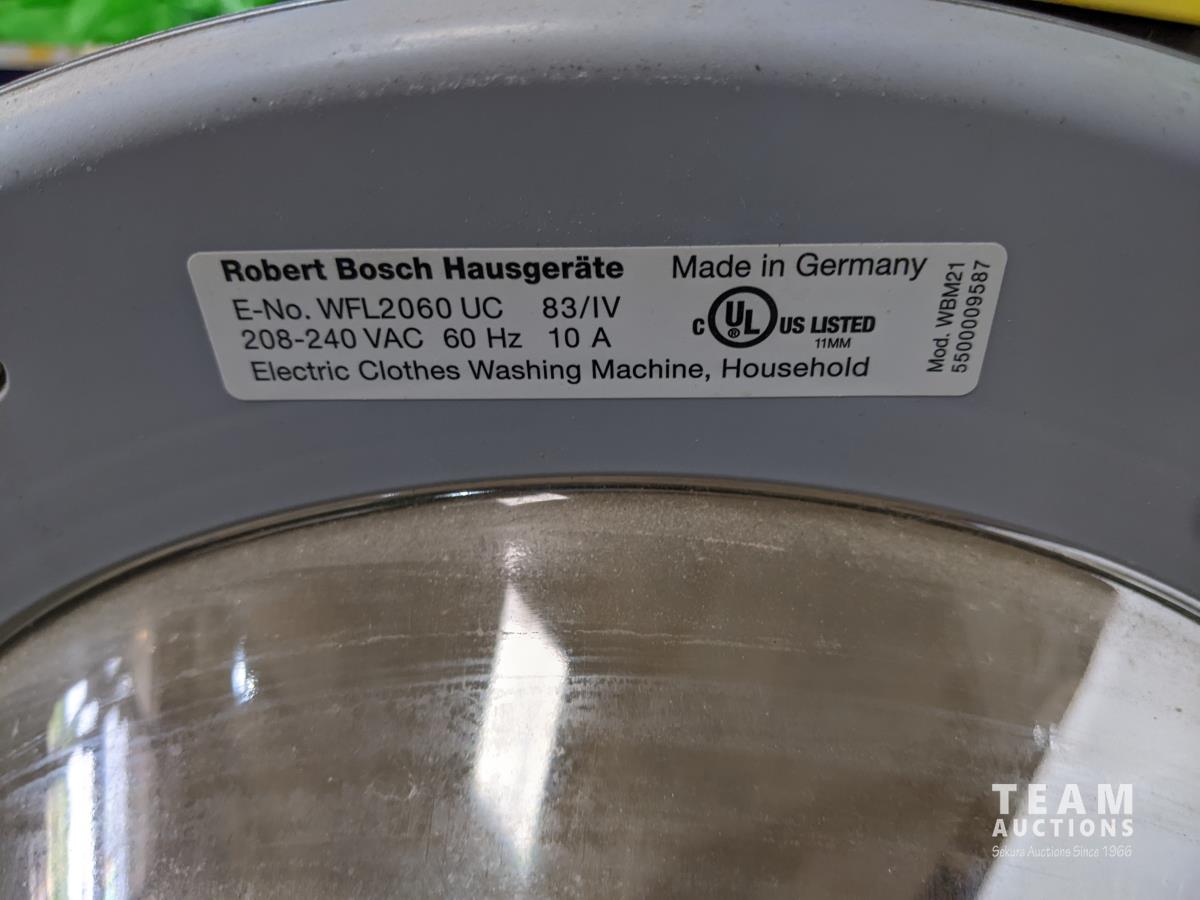 Robert Bosch Hausgeräte Made in Germany
E-No. WFL2060 UC 83/IV
208-240 VAC 60 Hz 10 A
C UL ® US LISTED
11MM
Electric Clothes Washing Machine, Household
Mod. WBM21
5500009587
TEAM
AUCTIONS
Sekura Auctions Since 1966